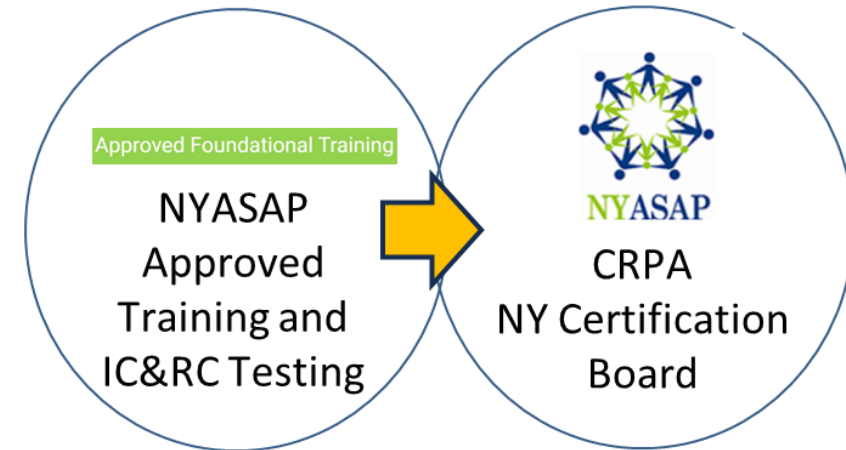 Approved Foundational Training
NYASAP
Approved
Training and
IC&RC Testing
NYASAP
CRPA
NY Certification
Board